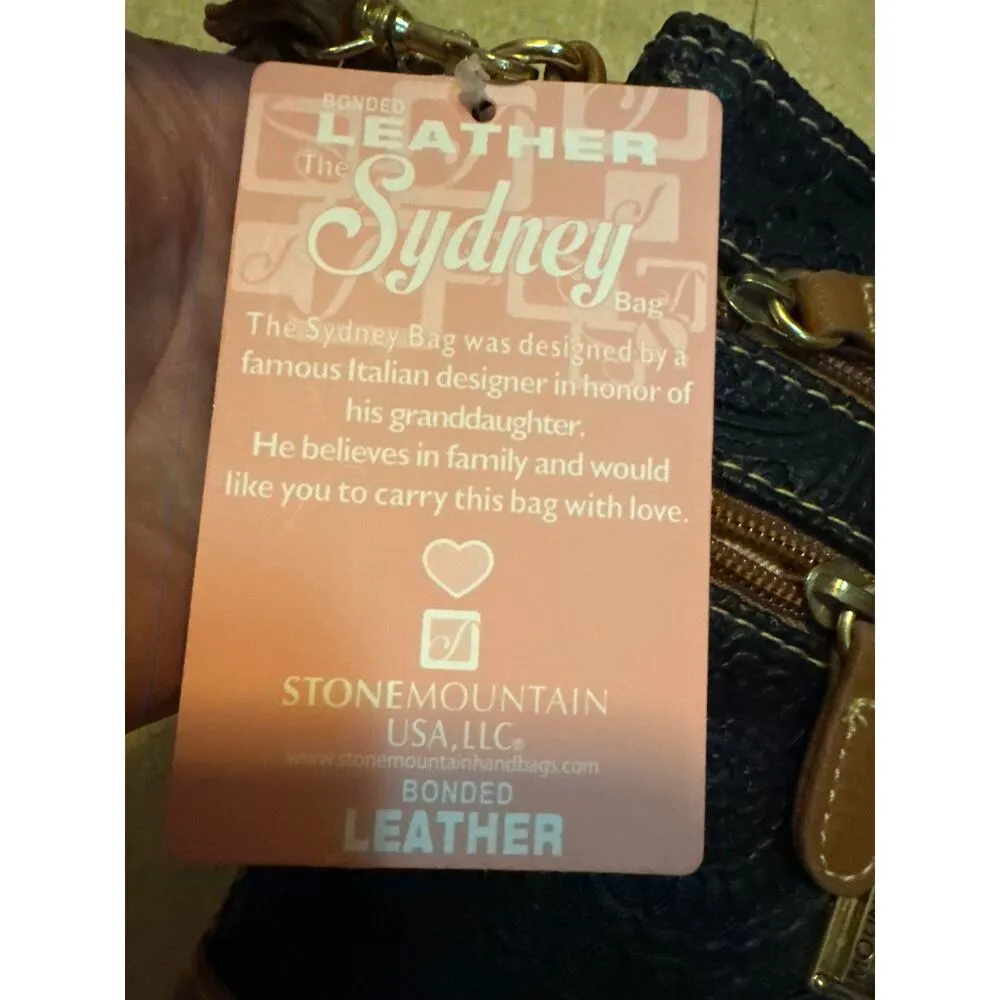 BONDED
LEATHER
The
Sydney
Bag
The Sydney Bag was designed by a
famous Italian designer in honor of
his granddaughter.
He believes in family and would
like you to carry this bag with love.
STONEMOUNTAIN
USA, LLC®
www.stonemountainhandbags.com
BONDED
LEATHER